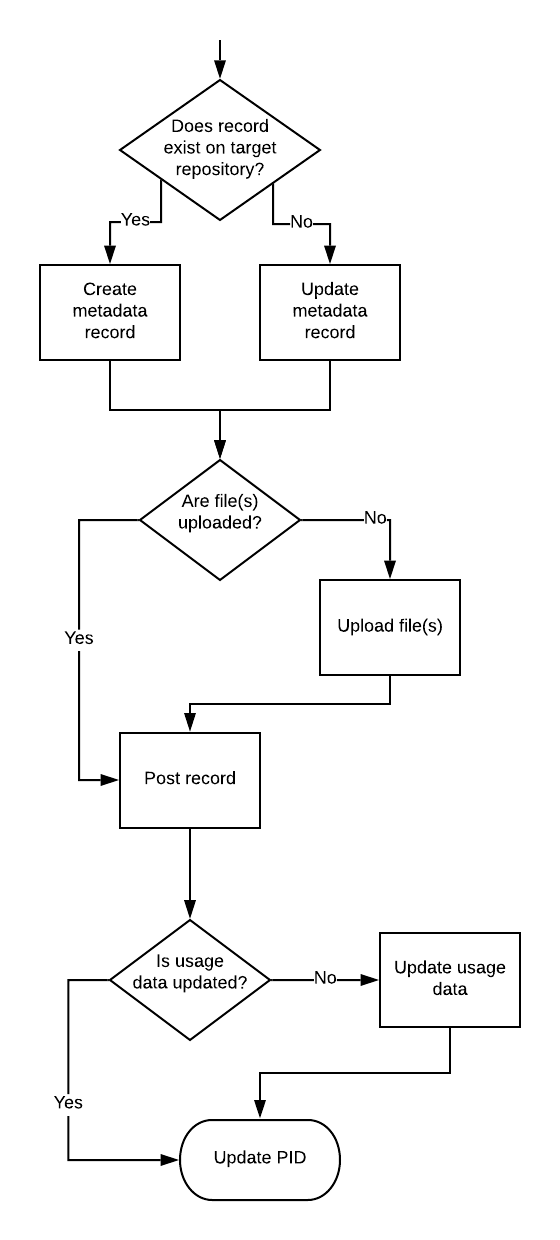 Does record
exist on target
repository?
Yes
No
Create
metadata
record
Update
metadata
record
Are file(s)
uploaded?
No
Upload file(s)
Yes
Post record
Is usage
data updated?
No
Update usage
data
Yes
Update PID